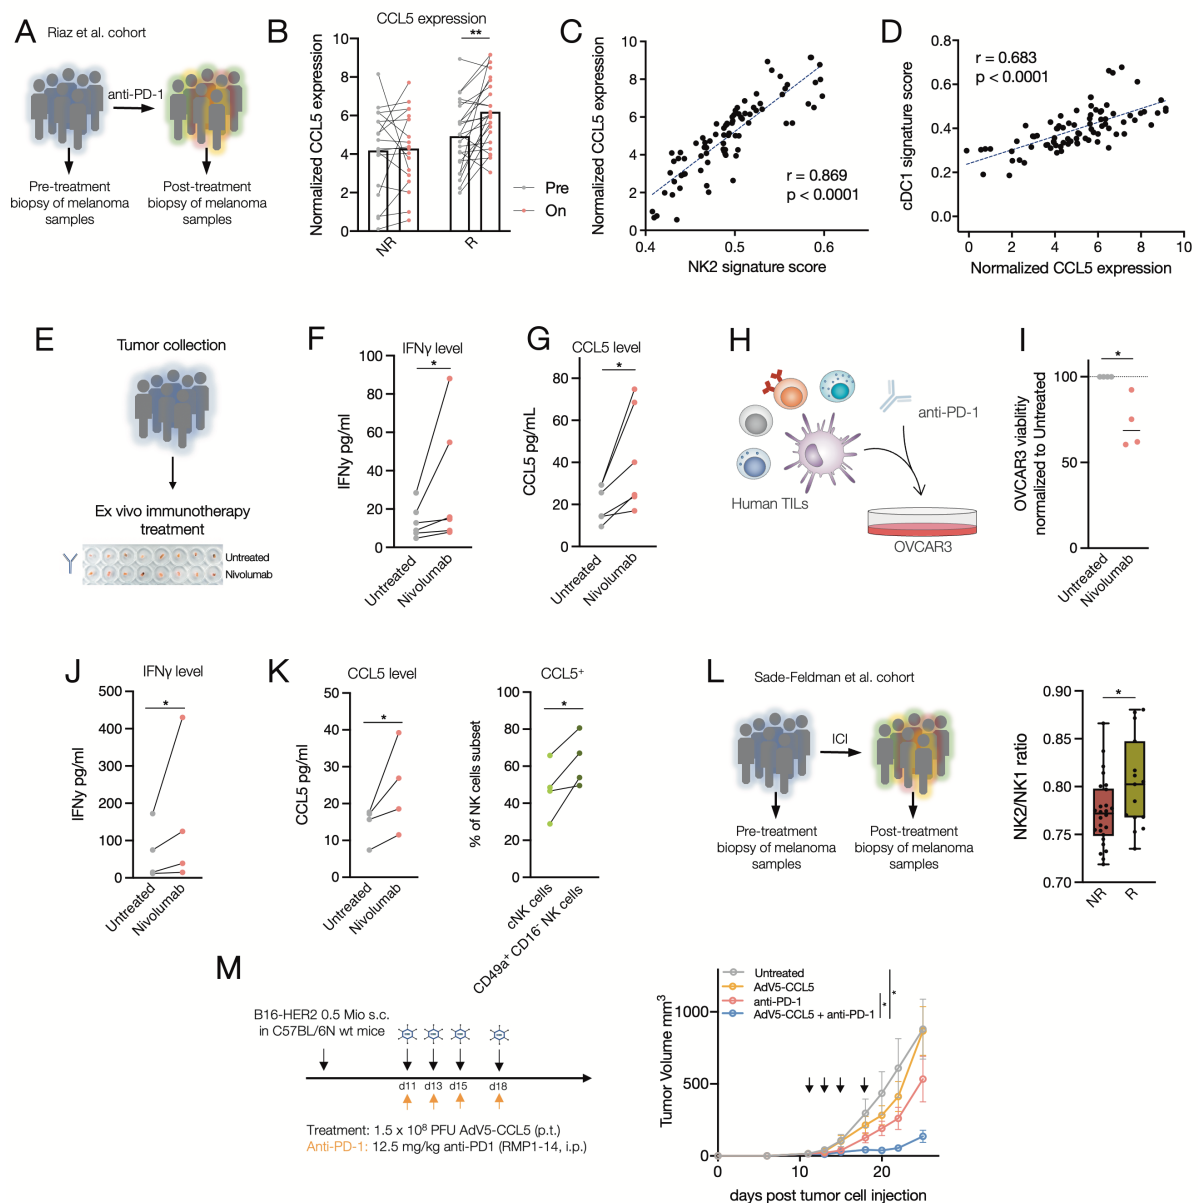 A
Riaz et al. cohort
anti-PD-1
Pre-treatment
biopsy of melanoma
samples
Post-treatment
biopsy of melanoma
samples
B
CCL5 expression
**
Normalized CCL5 expression
10
8
6
4
2
0
NR
R
Pre
On
C
Normalized CCL5 expression
10
8
6
4
2
0
r = 0.869
p < 0.0001
0.4
0.5
0.6
NK2 signature score
D
cDC1 signature score
0.8
0.6
0.4
0.2
0.0
r = 0.683
p < 0.0001
0
2
4
6
8
10
Normalized CCL5 expression
E
Tumor collection
Ex vivo immunotherapy
treatment
Untreated
Nivolumab
F
IFNγ level
*
IFNγ pg/ml
100
80
60
40
20
0
Untreated
Nivolumab
G
CCL5 level
*
CCL5 pg/mL
80
60
40
20
0
Untreated
Nivolumab
H
anti-PD-1
Human TILs
OVCAR3
I
*
OVCAR3 viablitiy
normalized to Untreated
100
50
0
Untreated
Nivolumab
J
IFNγ level
*
IFNγ pg/ml
500
400
300
200
100
0
Untreated
Nivolumab
K
CCL5 level
*
CCL5 pg/ml
50
40
30
20
10
0
Untreated
Nivolumab
CCL5⁺
*
% of NK cells subset
100
80
60
40
20
0
cNK cells
CD49a⁺ CD16⁻ NK cells
L
Sade-Feldman et al. cohort
ICI
Pre-treatment
biopsy of melanoma
samples
Post-treatment
biopsy of melanoma
samples
*
NK2/NK1 ratio
0.90
0.85
0.80
0.75
0.70
NR
R
M
B16-HER2 0.5 Mio s.c.
in C57BL/6N wt mice
d11
d13
d15
d18
Treatment: 1.5 x 10⁸ PFU AdV5-CCL5 (p.t.)
Anti-PD-1: 12.5 mg/kg anti-PD1 (RMP1-14, i.p.)
Untreated
AdV5-CCL5
anti-PD-1
AdV5-CCL5 + anti-PD-1
*
*
Tumor Volume mm³
1000
500
0
0
10
20
days post tumor cell injection